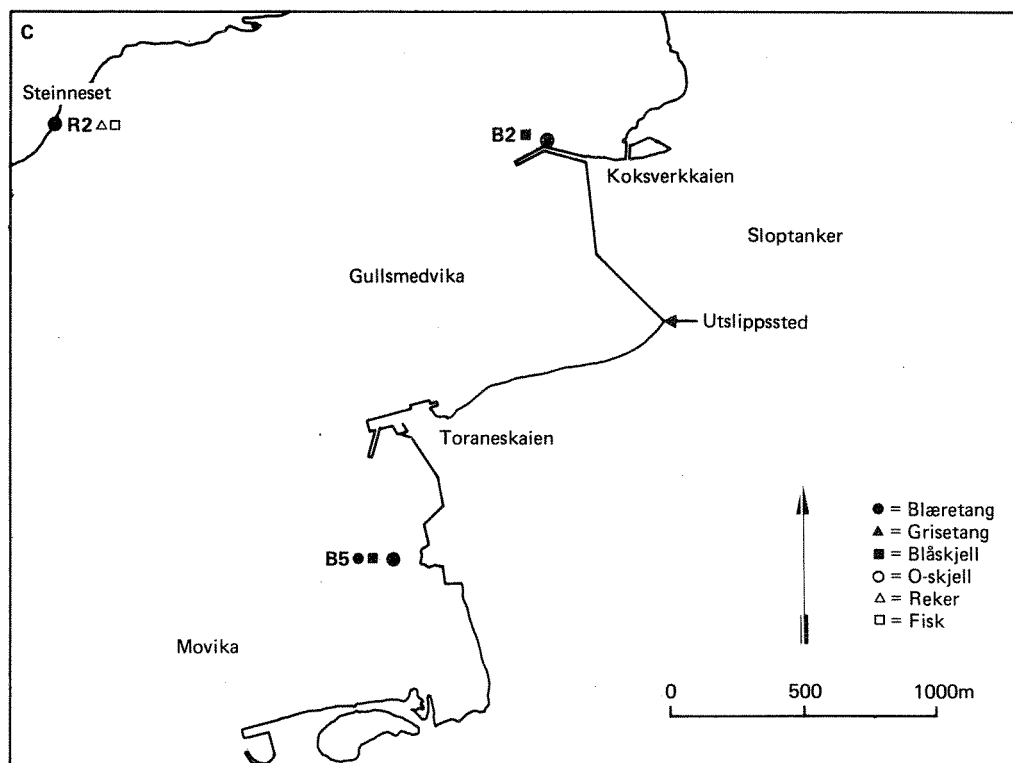 C
Steinneset
R2 △□
B2 ■
Koksverkkaien
Sloptanker
Gullsmedvika
Utslippssted
Toraneskaien
● = Blæretang
▲ = Grisetang
■ = Blåskjell
○ = O-skjell
△ = Reker
□ = Fisk
B5 ●■
Movika
0 500 1000m